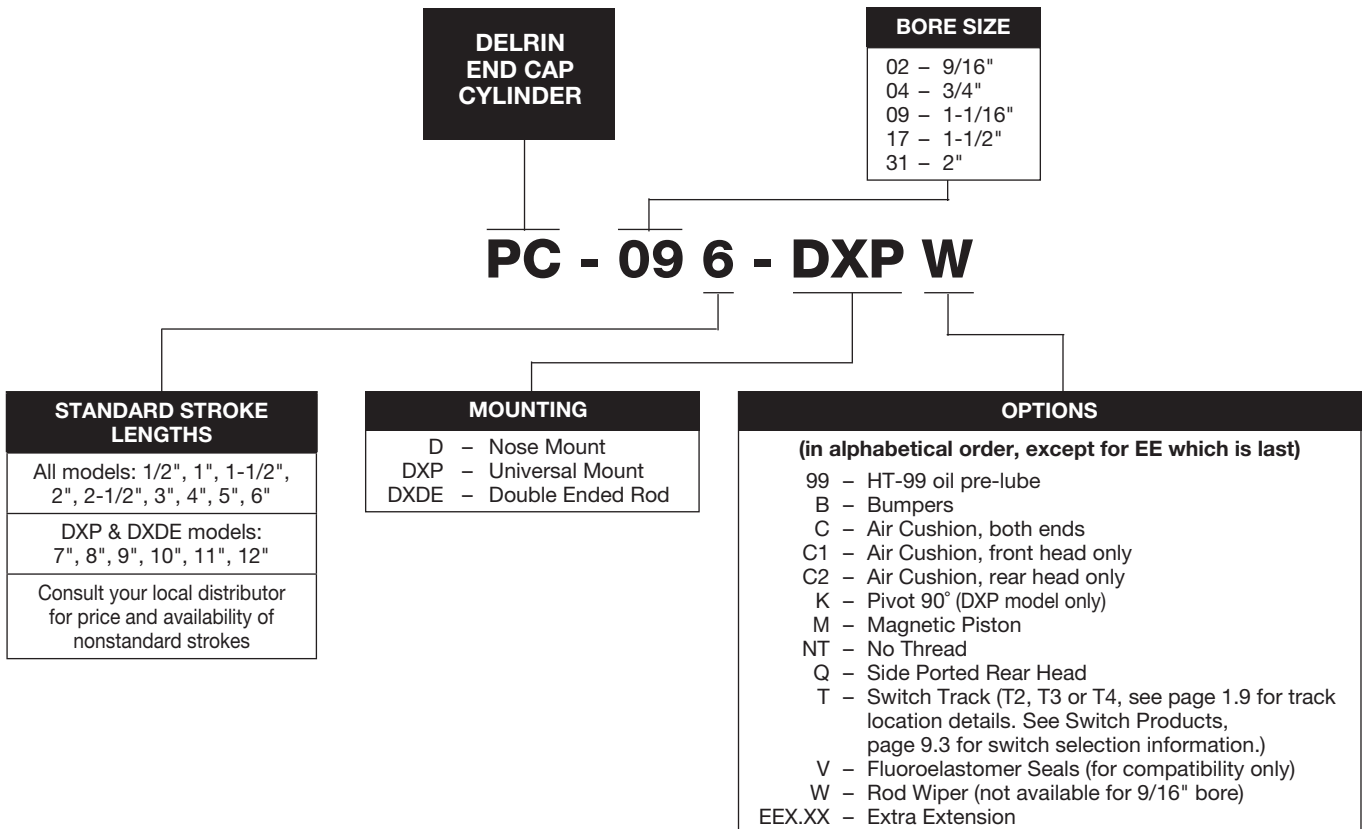 DELRIN
END CAP
CYLINDER
BORE SIZE
02 – 9/16"
04 – 3/4"
09 – 1-1/16"
17 – 1-1/2"
31 – 2"
PC - 09 6 - DXP W
STANDARD STROKE
LENGTHS
All models: 1/2", 1", 1-1/2",
2", 2-1/2", 3", 4", 5", 6"
DXP & DXDE models:
7", 8", 9", 10", 11", 12"
Consult your local distributor
for price and availability of
nonstandard strokes
MOUNTING
D – Nose Mount
DXP – Universal Mount
DXDE – Double Ended Rod
OPTIONS
(in alphabetical order, except for EE which is last)
99 – HT-99 oil pre-lube
B – Bumpers
C – Air Cushion, both ends
C1 – Air Cushion, front head only
C2 – Air Cushion, rear head only
K – Pivot 90˚ (DXP model only)
M – Magnetic Piston
NT – No Thread
Q – Side Ported Rear Head
T – Switch Track (T2, T3 or T4, see page 1.9 for track
location details. See Switch Products,
page 9.3 for switch selection information.)
V – Fluoroelastomer Seals (for compatibility only)
W – Rod Wiper (not available for 9/16" bore)
EEX.XX – Extra Extension